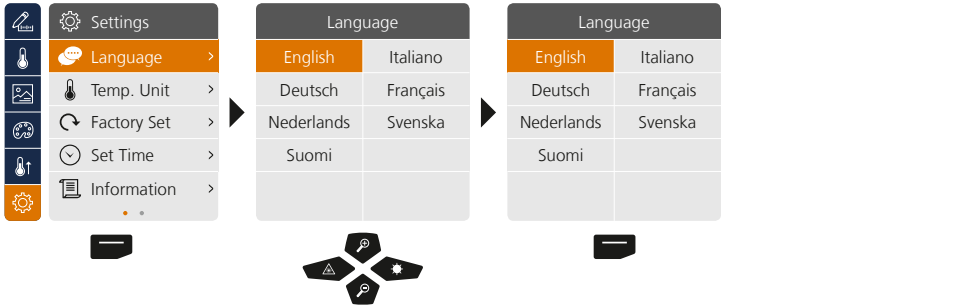 Settings
Language
Temp. Unit
Factory Set
Set Time
Information
Language
English Italiano
Deutsch Français
Nederlands Svenska
Suomi
Language
English Italiano
Deutsch Français
Nederlands Svenska
Suomi